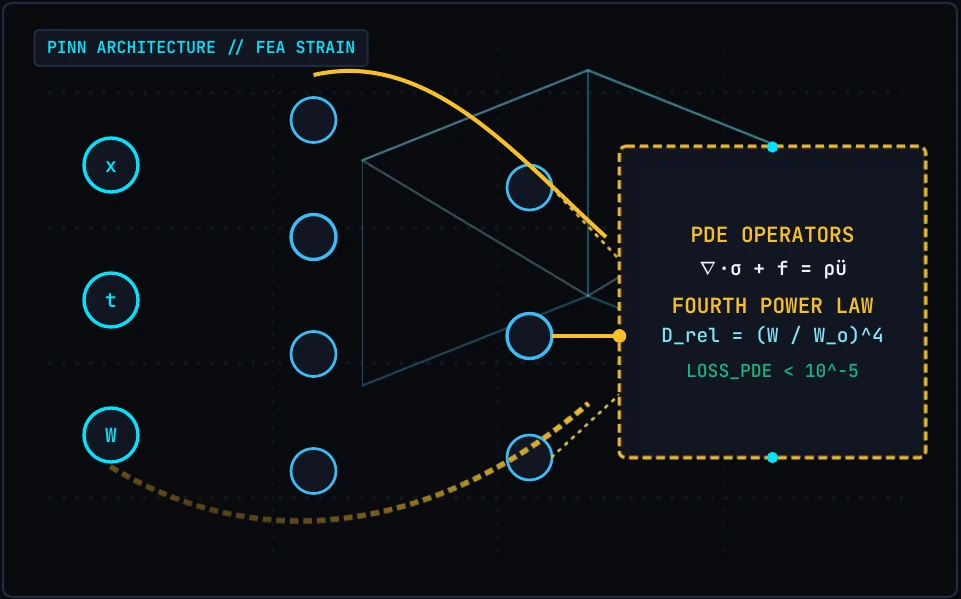 PINN ARCHITECTURE // FEA STRAIN
x
t
W
PDE OPERATORS
∇·σ + f = ρü
FOURTH POWER LAW
D_rel = (W / W_o)^4
LOSS_PDE < 10^-5